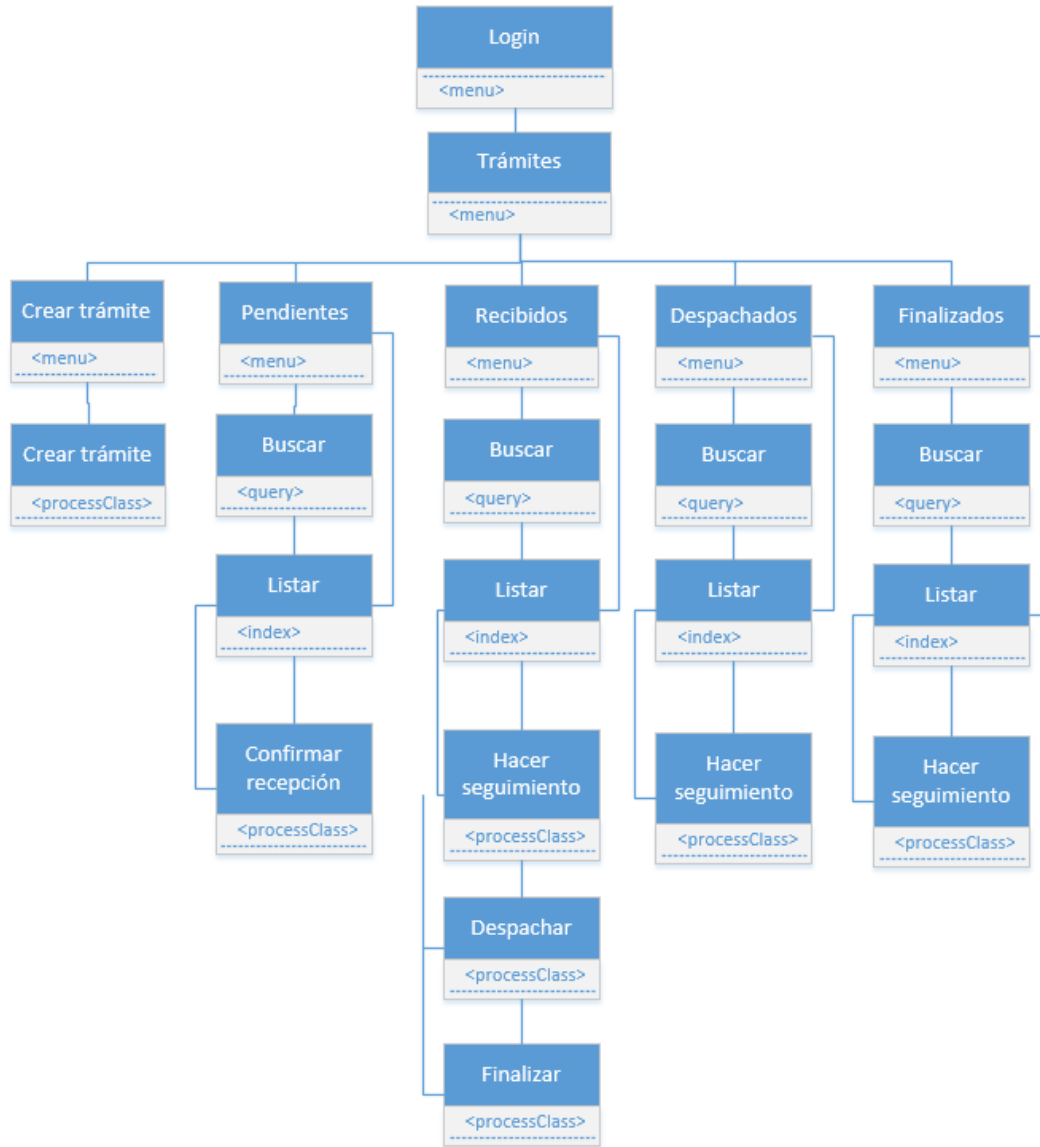 Login
<menu>
Trámites
<menu>
Crear trámite
<menu>
Crear trámite
<processClass>
Pendientes
<menu>
Buscar
<query>
Listar
<index>
Confirmar
recepción
<processClass>
Recibidos
<menu>
Buscar
<query>
Listar
<index>
Hacer
seguimiento
<processClass>
Despachar
<processClass>
Finalizar
<processClass>
Despachados
<menu>
Buscar
<query>
Listar
<index>
Hacer
seguimiento
<processClass>
Finalizados
<menu>
Buscar
<query>
Listar
<index>
Hacer
seguimiento
<processClass>